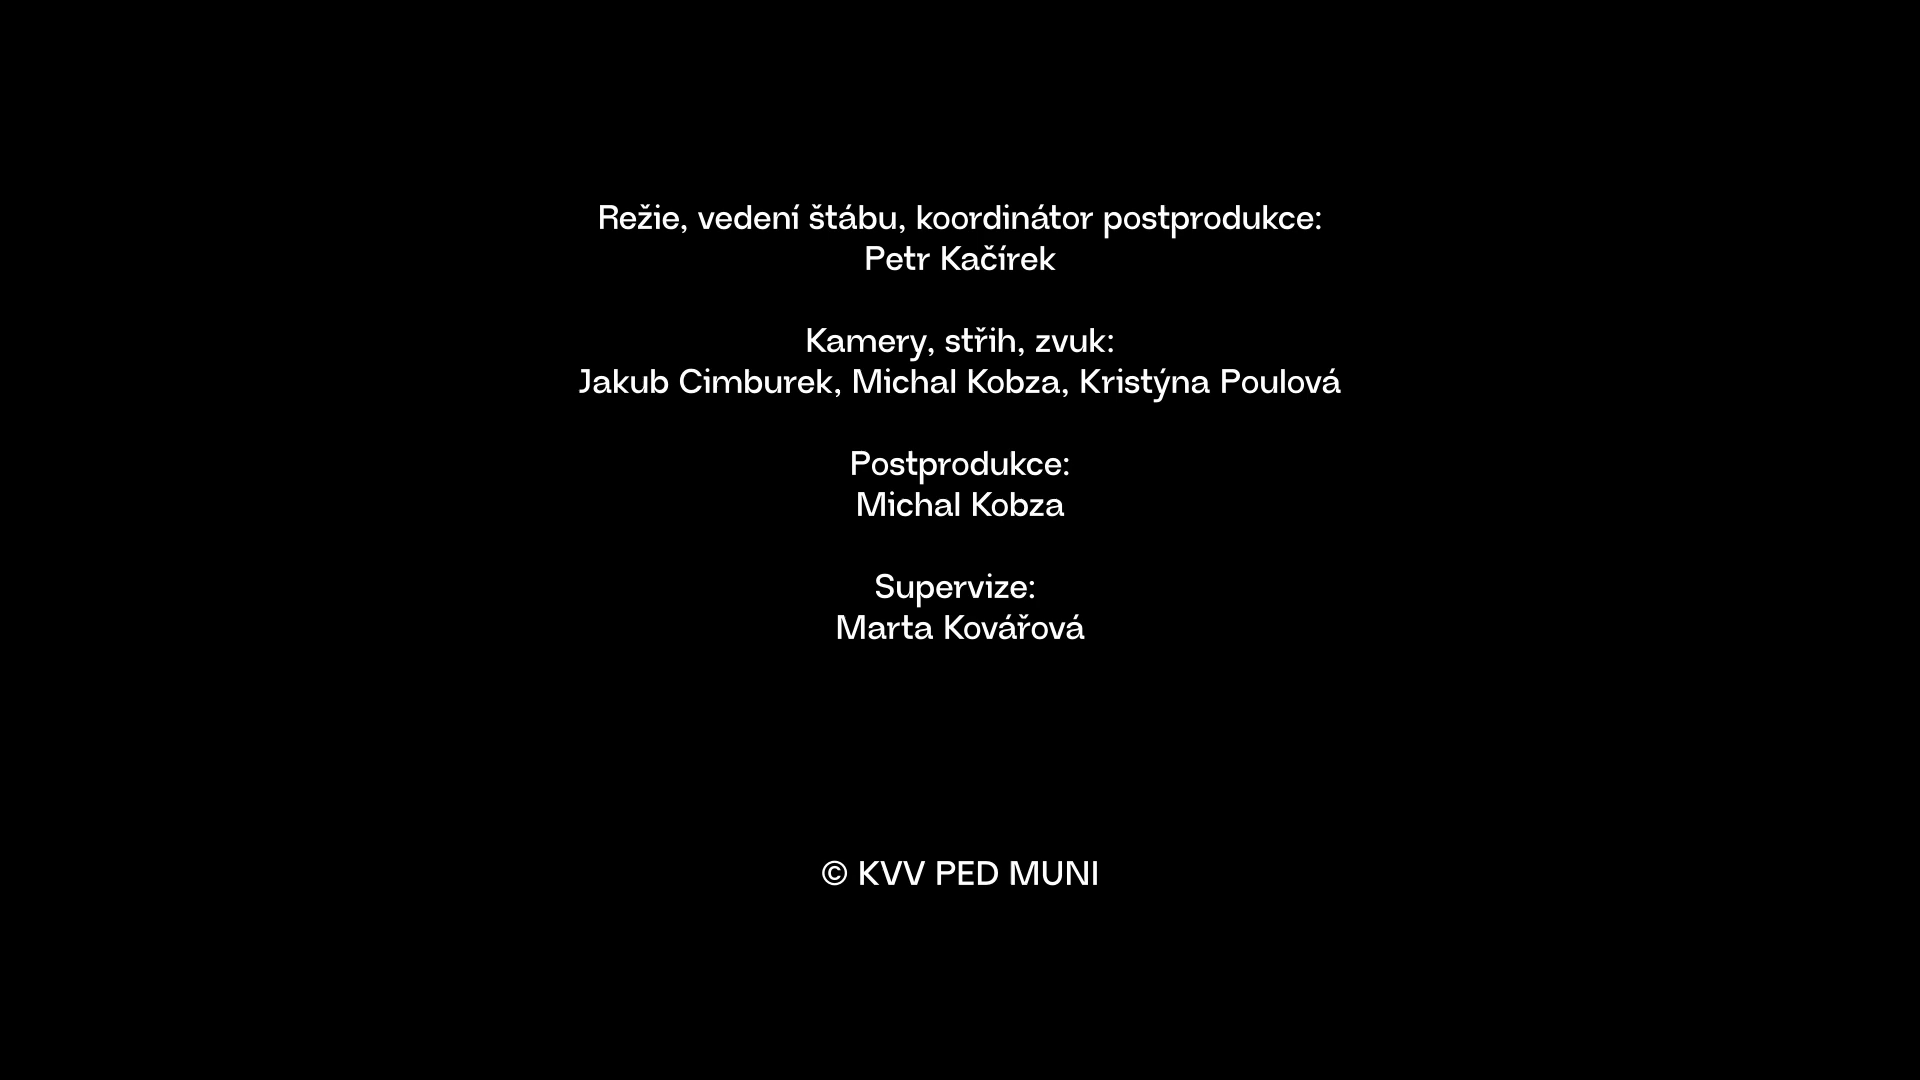 Režie, vedení štábu, koordinátor postprodukce:
Petr Kačírek
Kamery, střih, zvuk:
Jakub Cimburek, Michal Kobza, Kristýna Poulová
Postprodukce:
Michal Kobza
Supervize:
Marta Kovářová
© KVV PED MUNI